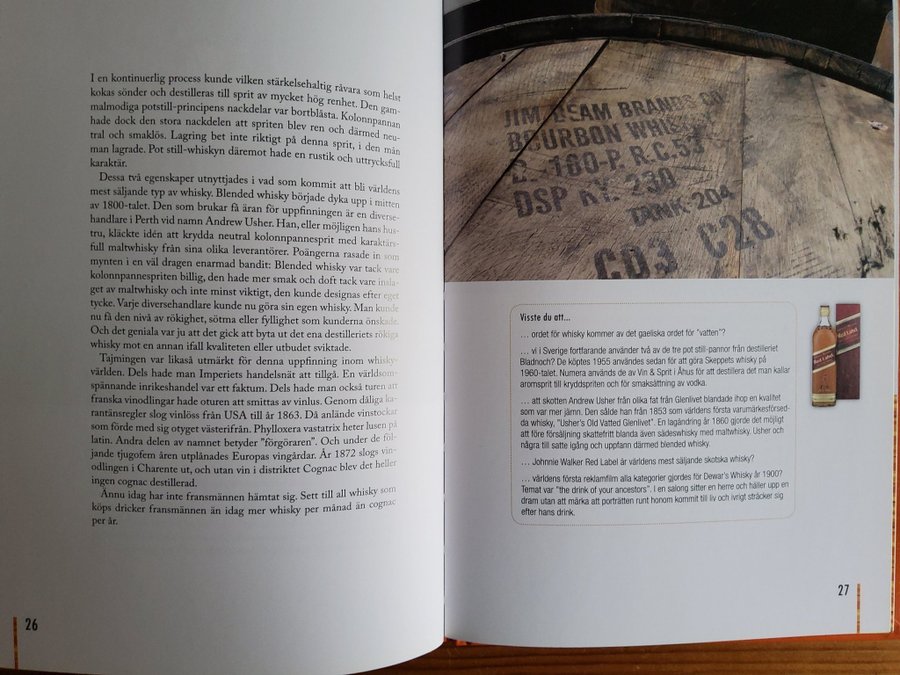 I en kontinuerlig process kunde vilken stärkelsehaltig råvara som helst
kokas sönder och destilleras till sprit av mycket hög renhet. Den gam-
malmodiga potstill-principens nackdelar var bortblåsta. Kolonnpannan
hade dock den stora nackdelen att spriten blev ren och därmed neu-
tral och smaklös. Lagring bet inte riktigt på denna sprit, i den mån
man lagrade. Pot still-whiskyn däremot hade en rustik och uttrycksfull
karaktär.
Dessa två egenskaper utnyttjades i vad som kommit att bli världens
mest säljande typ av whisky. Blended whisky började dyka upp i mitten
av 1800-talet. Den som brukar få äran för uppfinningen är en diverse-
handlare i Perth vid namn Andrew Usher. Han, eller möjligen hans hus-
tru, kläckte idén att krydda neutral kolonnpannesprit med karaktärs-
full maltwhisky från sina olika leverantörer. Poängerna rasade in som
mynten i en väl dragen enarmad bandit: Blended whisky var tack vare
kolonnpannespriten billig, den hade mer smak och doft tack vare insla-
get av maltwhisky och inte minst viktigt, den kunde designas efter eget
tycke. Varje diversehandlare kunde nu göra sin egen whisky. Man kunde
nu få den nivå av rökighet, sötma eller fyllighet som kunderna önskade.
Och det geniala var ju att det gick att byta ut det ena destilleriets rökiga
whisky mot en annan ifall kvaliteten eller utbudet sviktade.
Tajmingen var likaså utmärkt för denna uppfinning inom whisky-
världen. Dels hade man Imperiets handelsnät att tillgå. En världsom-
spännande inrikeshandel var ett faktum. Dels hade man också turen att
franska vinodlingar hade oturen att smittas av vinlus. Genom dåliga ka-
rantänsregler slog vinlöss från USA till år 1863. Då anlände vinstockar
som förde med sig otyget västerifrån. Phylloxera vastatrix heter lusen på
latin. Andra delen av namnet betyder ”förgöraren”. Och under de föl-
jande tjugofem åren utplånades Europas vingårdar. År 1872 slogs vin-
odlingen i Charente ut, och utan vin i distriktet Cognac blev det heller
ingen cognac destillerad.
Ännu idag har inte fransmännen hämtat sig. Sett till all whisky som
köps dricker fransmännen än idag mer whisky per månad än cognac
per år.
26
JIM BEAM BRANDS CO
BOURBON WHISKY
D.-180-P. R.C.53
DSP KY. 230
TANK 204
C03 C28
Visste du att...
... ordet för whisky kommer av det gaeliska ordet för ”vatten”?
... vi i Sverige fortfarande använder två av de tre pot still-pannor från destilleriet
Bladnoch? De köptes 1955 användes sedan för att göra Skeppets whisky på
1960-talet. Numera används de av Vin & Sprit i Åhus för att destillera det man kallar
aromsprit till kryddspriten och för smaksättning av vodka.
... att skotten Andrew Usher från olika fat från Glenlivet blandade ihop en kvalitet
som var mer jämn. Den sålde han från 1853 som världens första varumärkesförsed-
da whisky, ”Usher's Old Vatted Glenlivet”. En lagändring år 1860 gjorde det möjligt
att före försäljning skattefritt blanda även sädeswhisky med maltwhisky. Usher och
några till satte igång och uppfann därmed blended whisky.
... Johnnie Walker Red Label är världens mest säljande skotska whisky?
... världens första reklamfilm alla kategorier gjordes för Dewar's Whisky år 1900?
Temat var ”the drink of your ancestors”. I en salong sitter en herre och häller upp en
dram utan att märka att porträtten runt honom kommit till liv och ivrigt sträcker sig
efter hans drink.
Red Label
27